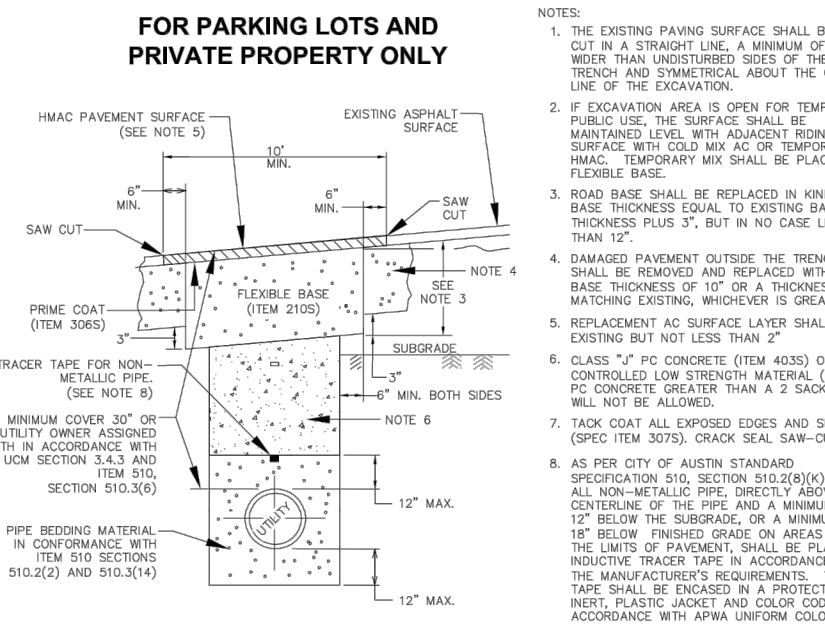 FOR PARKING LOTS AND
PRIVATE PROPERTY ONLY
HMAC PAVEMENT SURFACE
(SEE NOTE 5)
EXISTING ASPHALT
SURFACE
10'
MIN.
6"
MIN.
6"
MIN.
SAW
CUT
SAW CUT
NOTE 4
SEE
NOTE 3
FLEXIBLE BASE
(ITEM 210S)
PRIME COAT
(ITEM 306S)
3"
SUBGRADE
3"
TRACER TAPE FOR NON-
METALLIC PIPE.
(SEE NOTE 8)
6" MIN. BOTH SIDES
NOTE 6
MINIMUM COVER 30" OR
UTILITY OWNER ASSIGNED
TH IN ACCORDANCE WITH
UCM SECTION 3.4.3 AND
ITEM 510,
SECTION 510.3(6)
12" MAX.
UTILITY
PIPE BEDDING MATERIAL
IN CONFORMANCE WITH
ITEM 510 SECTIONS
510.2(2) AND 510.3(14)
12" MAX.
NOTES:
1. THE EXISTING PAVING SURFACE SHALL B
CUT IN A STRAIGHT LINE, A MINIMUM OF
WIDER THAN UNDISTURBED SIDES OF THE
TRENCH AND SYMMETRICAL ABOUT THE
LINE OF THE EXCAVATION.
2. IF EXCAVATION AREA IS OPEN FOR TEMP
PUBLIC USE, THE SURFACE SHALL BE
MAINTAINED LEVEL WITH ADJACENT RIDIN
SURFACE WITH COLD MIX AC OR TEMPOR
HMAC. TEMPORARY MIX SHALL BE PLAC
FLEXIBLE BASE.
3. ROAD BASE SHALL BE REPLACED IN KIN
BASE THICKNESS EQUAL TO EXISTING BA
THICKNESS PLUS 3", BUT IN NO CASE L
THAN 12".
4. DAMAGED PAVEMENT OUTSIDE THE TREN
SHALL BE REMOVED AND REPLACED WITH
BASE THICKNESS OF 10" OR A THICKNES
MATCHING EXISTING, WHICHEVER IS GREA
5. REPLACEMENT AC SURFACE LAYER SHAL
EXISTING BUT NOT LESS THAN 2"
6. CLASS "J" PC CONCRETE (ITEM 403S) O
CONTROLLED LOW STRENGTH MATERIAL (
PC CONCRETE GREATER THAN A 2 SACK
WILL NOT BE ALLOWED.
7. TACK COAT ALL EXPOSED EDGES AND S
(SPEC ITEM 307S). CRACK SEAL SAW-CU
8. AS PER CITY OF AUSTIN STANDARD
SPECIFICATION 510, SECTION 510.2(8)(K)
ALL NON-METALLIC PIPE, DIRECTLY ABOV
CENTERLINE OF THE PIPE AND A MINIMU
12" BELOW THE SUBGRADE, OR A MINIMU
18" BELOW FINISHED GRADE ON AREAS
THE LIMITS OF PAVEMENT, SHALL BE PLA
INDUCTIVE TRACER TAPE IN ACCORDANCE
THE MANUFACTURER'S REQUIREMENTS.
TAPE SHALL BE ENCASED IN A PROTECT
INERT, PLASTIC JACKET AND COLOR COD
ACCORDANCE WITH APWA UNIFORM COLO